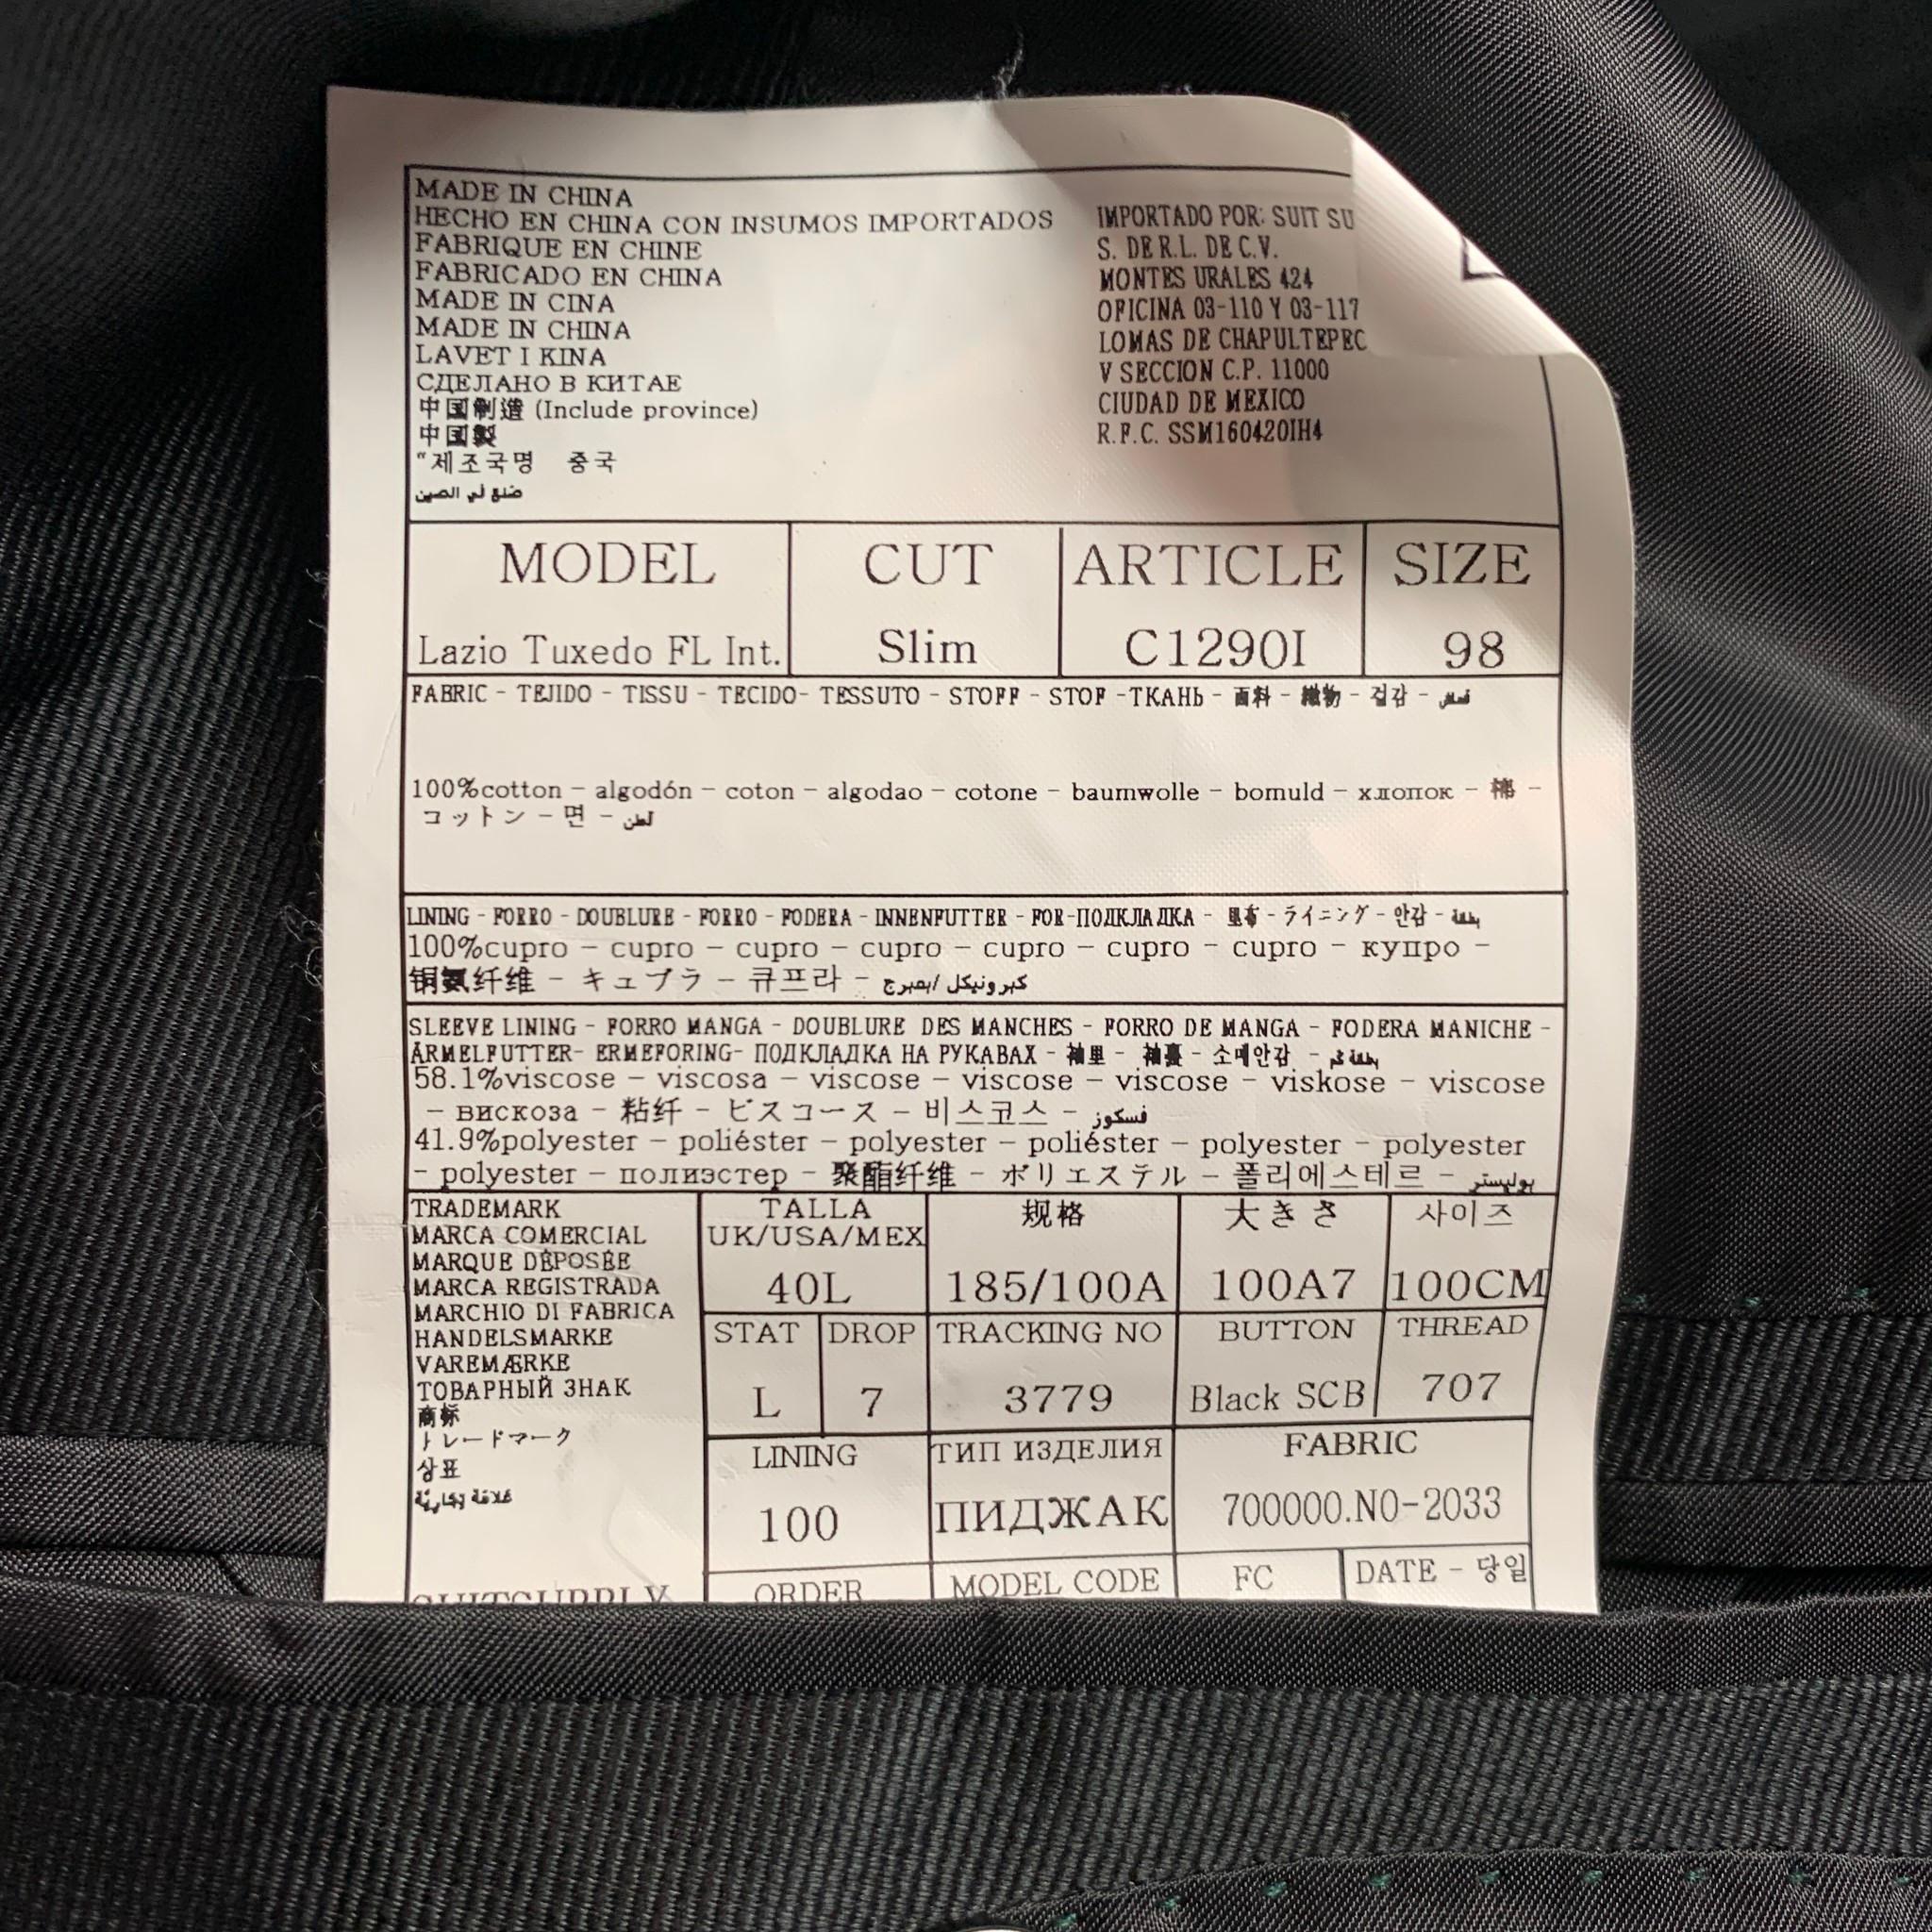 MADE IN CHINA
HECHO EN CHINA CON INSUMOS IMPORTADOS
FABRIQUE EN CHINE
FABRICADO EN CHINA
MADE IN CINA
MADE IN CHINA
LAVET I KINA
СДЕЛАНО В КИТАЕ
中国制造 (Include province)
中国製
"제조국명 중국
صنع في الصين
IMPORTADO POR: SUIT SU
S. DE R.L. DE C.V.
MONTES URALES 424
OFICINA 03-110 Y 03-117
LOMAS DE CHAPULTEPEC
V SECCION C.P. 11000
CIUDAD DE MEXICO
R.F.C. SSM160420IH4
MODEL CUT ARTICLE SIZE
Lazio Tuxedo FL Int. Slim C1290I 98
FABRIC - TEJIDO - TISSU - TECIDO- TESSUTO - STOFF - STOF -ТКАНЬ - 面料 - 織物 - 겉감 - قماش
100%cotton - algodón - coton - algodao - cotone - baumwolle - bomuld - хлопок - 棉 -
コットン - 면 - قطن
LINING - FORRO - DOUBLURE - FORRO - FODERA - INNENFUTTER - FOR-ПОДКЛАДКА - 里布 - ライニング - 안감 - بطانة
100%cupro - cupro - cupro - cupro - cupro - cupro - cupro - купро -
铜氨纤维 - キュプラ - 큐프라 - كبرونيكل /بمبرج
SLEEVE LINING - FORRO MANGA - DOUBLURE DES MANCHES - FORRO DE MANGA - FODERA MANICHE -
ÄRMELFUTTER- ERMEFORING- ПОДКЛАДКА НА РУКАВАХ - 袖里 - 袖裏 - 소매안감 - بطانة كم
58.1%viscose - viscosa - viscose - viscose - viscose - viskose - viscose
- вискоза - 粘纤 - ビスコース - 비스코스 - فسكوز
41.9%polyester - poliéster - polyester - poliéster - polyester - polyester
- polyester - полиэстер - 聚酯纤维 - ポリエステル - 폴리에스테르 - بوليستر
TRADEMARK
MARCA COMERCIAL
MARQUE DÉPOSÉE
MARCA REGISTRADA
MARCHIO DI FABRICA
HANDELSMARKE
VAREMÆRKE
ТОВАРНЫЙ ЗНАК
商标
トレードマーク
상표
علامة تجارية
SUITSUPPLY
TALLA 规格 大きさ 사이즈
UK/USA/MEX
40L 185/100A 100A7 100CM
STAT DROP TRACKING NO BUTTON THREAD
L 7 3779 Black SCB 707
LINING ТИП ИЗДЕЛИЯ FABRIC
100 ПИДЖАК 700000.N0-2033
ORDER MODEL CODE FC DATE - 당일